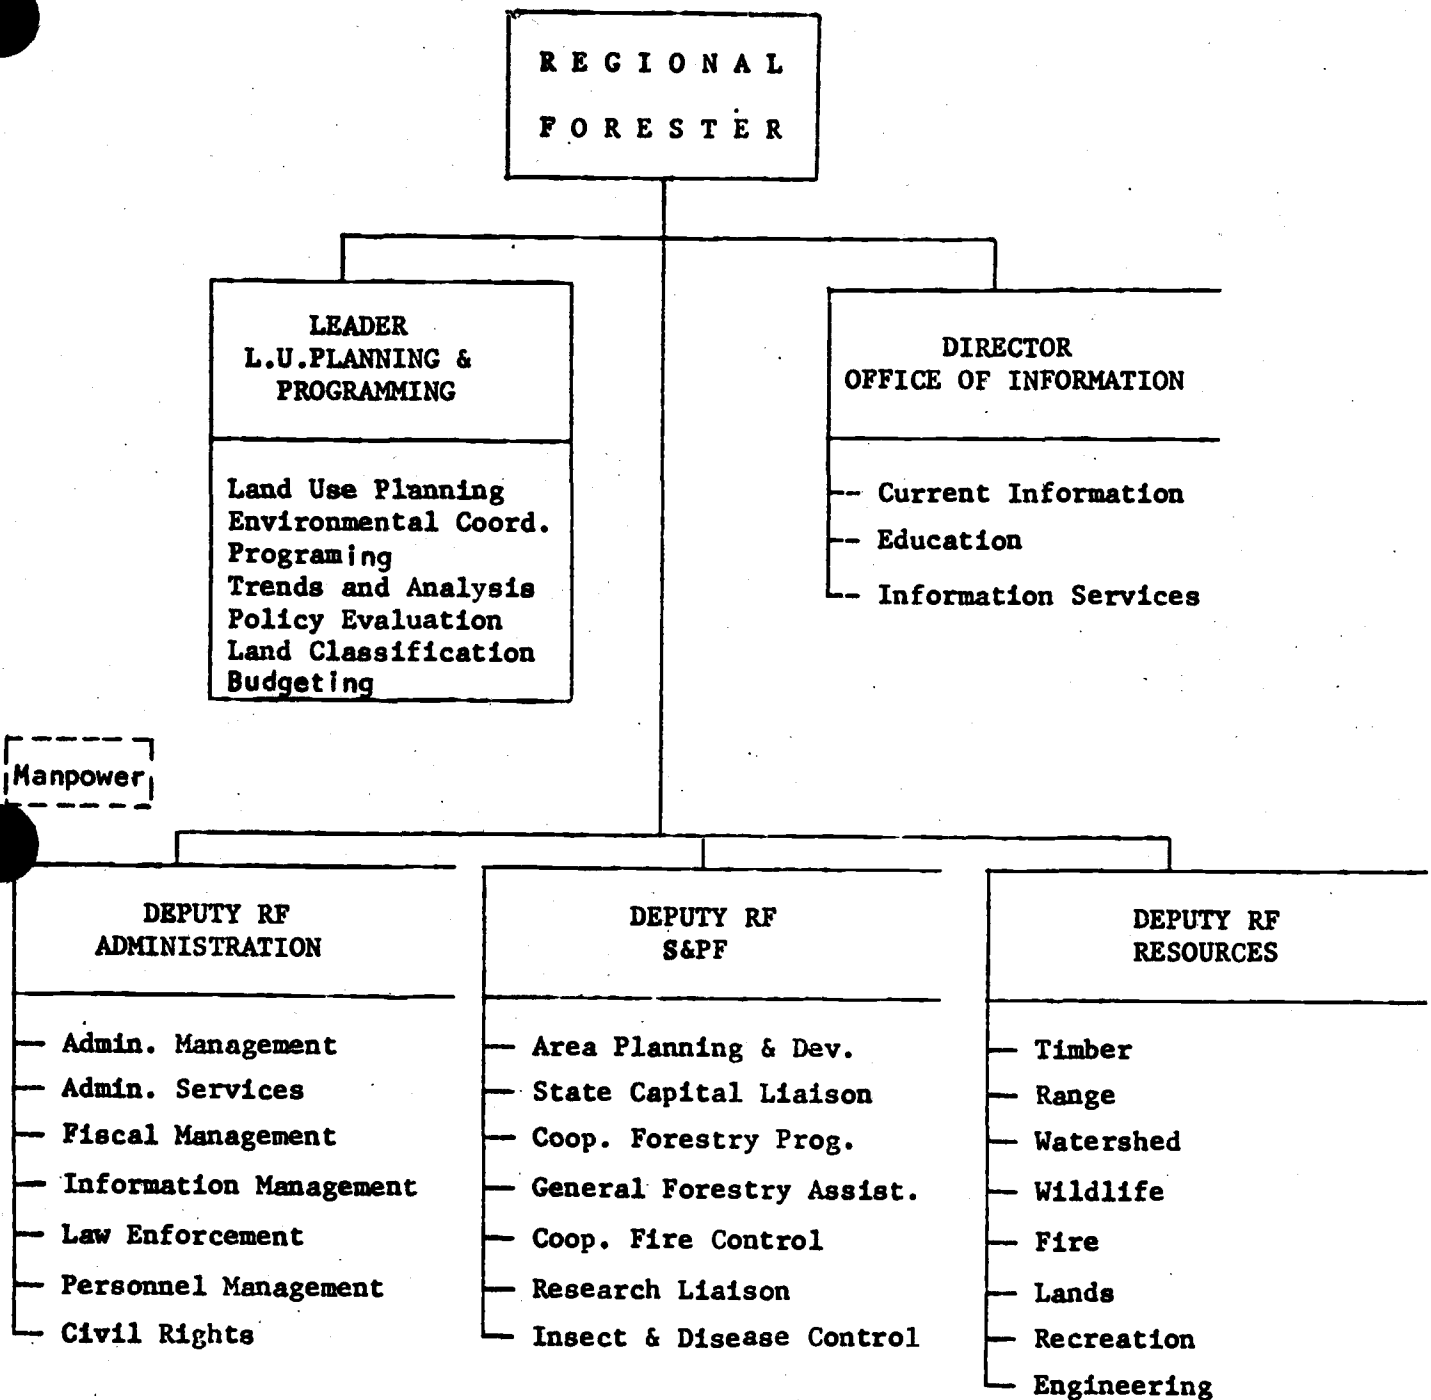 R E G I O N A L
F O R E S T E R
LEADER
L.U.PLANNING &
PROGRAMMING
Land Use Planning
Environmental Coord.
Programing
Trends and Analysis
Policy Evaluation
Land Classification
Budgeting
DIRECTOR
OFFICE OF INFORMATION
-- Current Information
-- Education
-- Information Services
Manpower
DEPUTY RF
ADMINISTRATION
Admin. Management
Admin. Services
Fiscal Management
Information Management
Law Enforcement
Personnel Management
Civil Rights
DEPUTY RF
S&PF
Area Planning & Dev.
State Capital Liaison
Coop. Forestry Prog.
General Forestry Assist.
Coop. Fire Control
Research Liaison
Insect & Disease Control
DEPUTY RF
RESOURCES
Timber
Range
Watershed
Wildlife
Fire
Lands
Recreation
Engineering